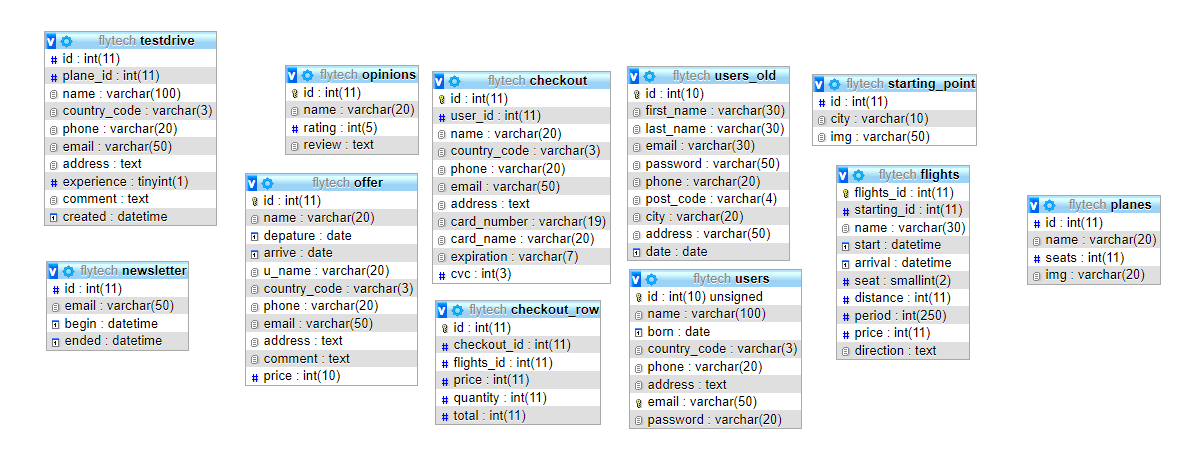 flytech testdrive
id : int(11)
plane_id : int(11)
name : varchar(100)
country_code : varchar(3)
phone : varchar(20)
email : varchar(50)
address : text
experience : tinyint(1)
comment : text
created : datetime
flytech newsletter
id : int(11)
email : varchar(50)
begin : datetime
ended : datetime
flytech opinions
id : int(11)
name : varchar(20)
rating : int(5)
review : text
flytech offer
id : int(11)
name : varchar(20)
depature : date
arrive : date
u_name : varchar(20)
country_code : varchar(3)
phone : varchar(20)
email : varchar(50)
address : text
comment : text
price : int(10)
flytech checkout
id : int(11)
user_id : int(11)
name : varchar(20)
country_code : varchar(3)
phone : varchar(20)
email : varchar(50)
address : text
card_number : varchar(19)
card_name : varchar(20)
expiration : varchar(7)
cvc : int(3)
flytech checkout_row
id : int(11)
checkout_id : int(11)
flights_id : int(11)
price : int(11)
quantity : int(11)
total : int(11)
flytech users_old
id : int(10)
first_name : varchar(30)
last_name : varchar(30)
email : varchar(30)
password : varchar(50)
phone : varchar(20)
post_code : varchar(4)
city : varchar(20)
address : varchar(50)
date : date
flytech users
id : int(10) unsigned
name : varchar(100)
born : date
country_code : varchar(3)
phone : varchar(20)
address : text
email : varchar(50)
password : varchar(20)
flytech starting_point
id : int(11)
city : varchar(10)
img : varchar(50)
flytech flights
flights_id : int(11)
starting_id : int(11)
name : varchar(30)
start : datetime
arrival : datetime
seat : smallint(2)
distance : int(11)
period : int(250)
price : int(11)
direction : text
flytech planes
id : int(11)
name : varchar(20)
seats : int(11)
img : varchar(20)